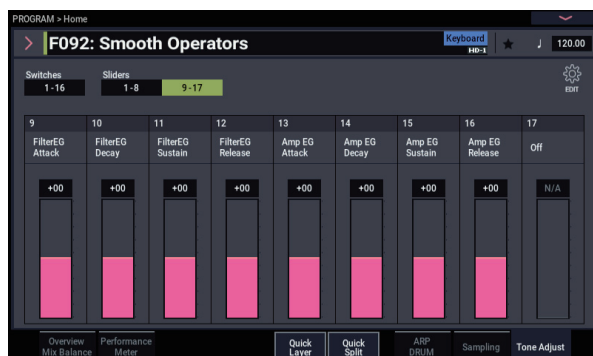 PROGRAM > Home
F092: Smooth Operators
Keyboard
HD-1
120.00
Switches
1-16
Sliders
1-8
9-17
EDIT
9
10
11
12
13
14
15
16
17
FilterEG
Attack
FilterEG
Decay
FilterEG
Sustain
FilterEG
Release
Amp EG
Attack
Amp EG
Decay
Amp EG
Sustain
Amp EG
Release
Off
+00
+00
+00
+00
+00
+00
+00
+00
N/A
Overview
Mix Balance
Performance
Meter
Quick
Layer
Quick
Split
ARP
DRUM
Sampling
Tone Adjust